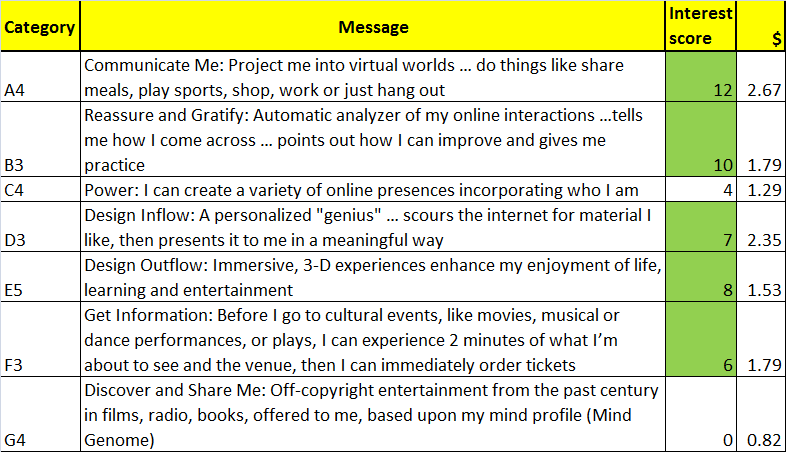 Category Message Interest score $
A4 Communicate Me: Project me into virtual worlds … do things like share
meals, play sports, shop, work or just hang out 12 2.67
Reassure and Gratify: Automatic analyzer of my online interactions …tells
me how I come across … points out how I can improve and gives me
B3 practice 10 1.79
C4 Power: I can create a variety of online presences incorporating who I am 4 1.29
Design Inflow: A personalized "genius" … scours the internet for material I
D3 like, then presents it to me in a meaningful way 7 2.35
Design Outflow: Immersive, 3-D experiences enhance my enjoyment of life,
E5 learning and entertainment 8 1.53
Get Information: Before I go to cultural events, like movies, musical or
dance performances, or plays, I can experience 2 minutes of what I’m
F3 about to see and the venue, then I can immediately order tickets 6 1.79
Discover and Share Me: Off-copyright entertainment from the past century
in films, radio, books, offered to me, based upon my mind profile (Mind
G4 Genome) 0 0.82